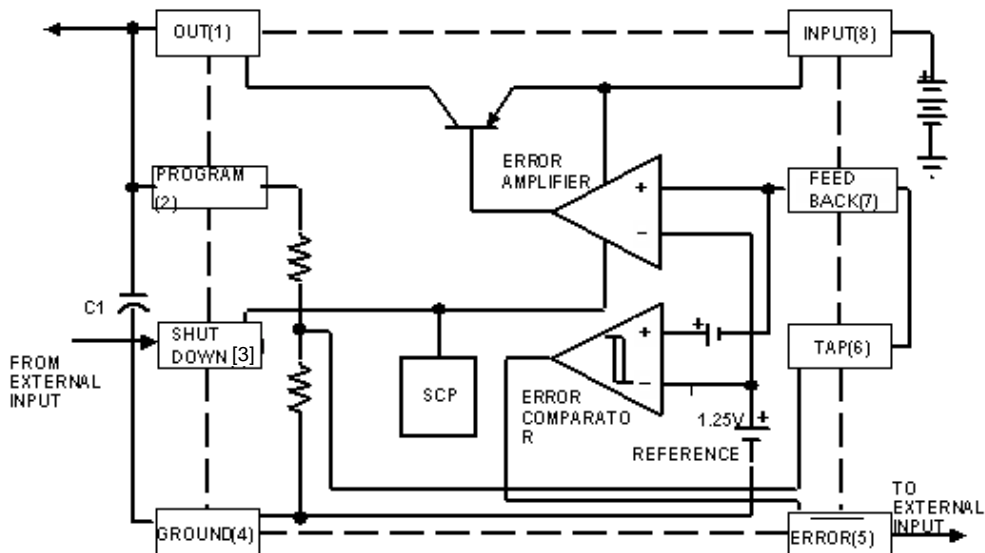 OUT(1)
INPUT(8)
+
ERROR
AMPLIFIER
+
−
PROGRAM
(2)
FEED
BACK(7)
C1
SHUT
DOWN [3]
FROM
EXTERNAL
INPUT
SCP
+
+
−
ERROR
COMPARATO
R
1.25V
+
REFERENCE
TAP(6)
GROUND(4)
ERROR(5)
TO
EXTERNAL
INPUT